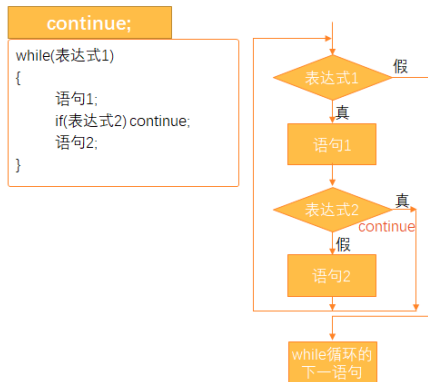 continue;
while(表达式1)
{
语句1;
if(表达式2) continue;
语句2;
}
表达式1
假
真
语句1
表达式2
真
continue
假
语句2
while循环的
下一语句